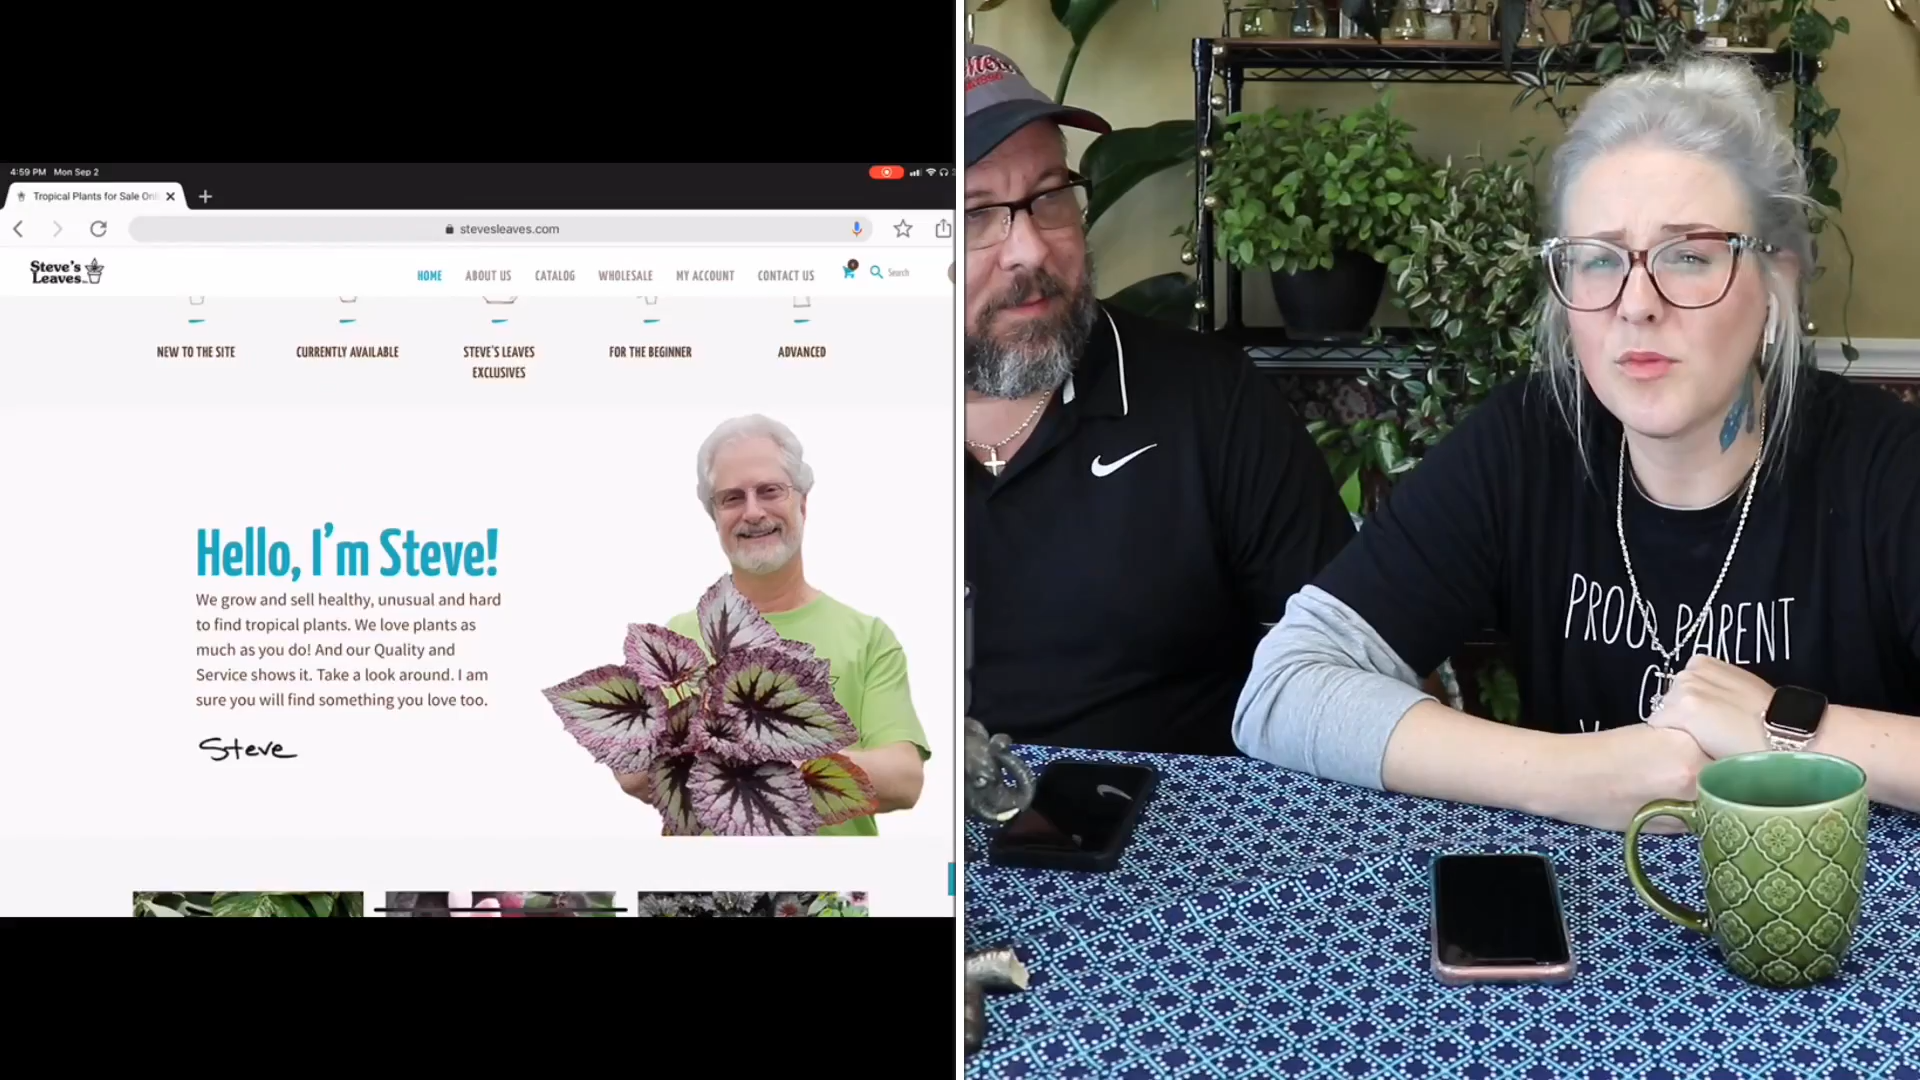 4:59 PM Mon Sep 2
Tropical Plants for Sale Onl
stevesleaves.com
Steve's
Leaves
HOME
ABOUT US
CATALOG
WHOLESALE
MY ACCOUNT
CONTACT US
Search
NEW TO THE SITE
CURRENTLY AVAILABLE
STEVE'S LEAVES
EXCLUSIVES
FOR THE BEGINNER
ADVANCED
Hello, I'm Steve!
We grow and sell healthy, unusual and hard
to find tropical plants. We love plants as
much as you do! And our Quality and
Service shows it. Take a look around. I am
sure you will find something you love too.
Steve
PROUD PARENT